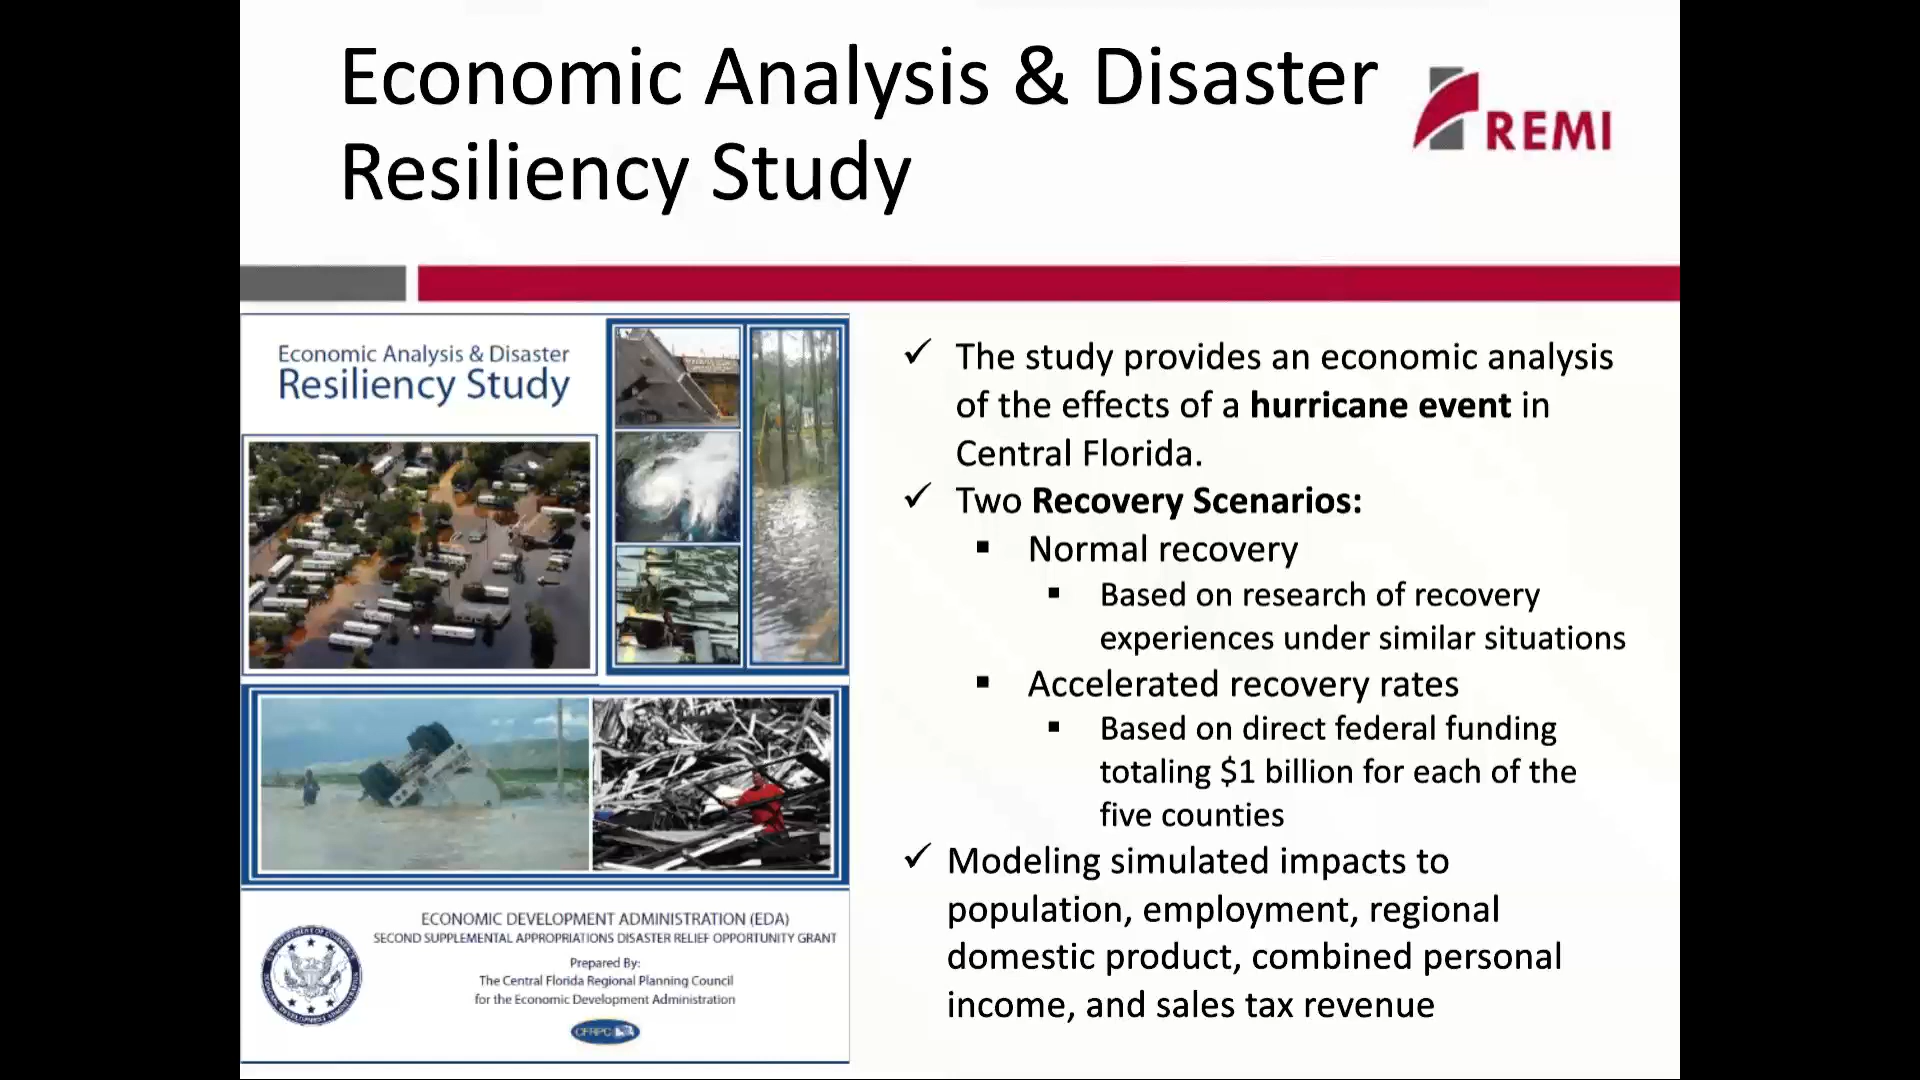 Economic Analysis & Disaster
Resiliency Study
REMI
Economic Analysis & Disaster
Resiliency Study
ECONOMIC DEVELOPMENT ADMINISTRATION (EDA)
SECOND SUPPLEMENTAL APPROPRIATIONS DISASTER RELIEF OPPORTUNITY GRANT
Prepared By:
The Central Florida Regional Planning Council
for the Economic Development Administration
CFRPC
✓ The study provides an economic analysis
of the effects of a hurricane event in
Central Florida.
✓ Two Recovery Scenarios:
▪ Normal recovery
▪ Based on research of recovery
experiences under similar situations
▪ Accelerated recovery rates
▪ Based on direct federal funding
totaling $1 billion for each of the
five counties
✓ Modeling simulated impacts to
population, employment, regional
domestic product, combined personal
income, and sales tax revenue